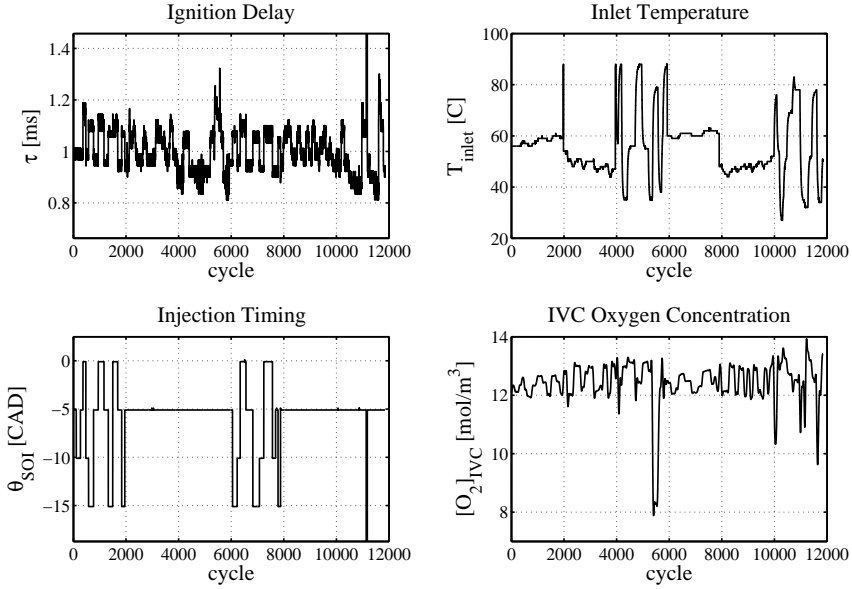 Ignition Delay
1.4
1.2
1
0.8
τ [ms]
0 2000 4000 6000 8000 10000 12000
cycle
Inlet Temperature
100
80
60
40
20
T_inlet [C]
0 2000 4000 6000 8000 10000 12000
cycle
Injection Timing
0
−5
−10
−15
θ_SOI [CAD]
0 2000 4000 6000 8000 10000 12000
cycle
IVC Oxygen Concentration
14
12
10
8
[O₂]_IVC [mol/m³]
0 2000 4000 6000 8000 10000 12000
cycle